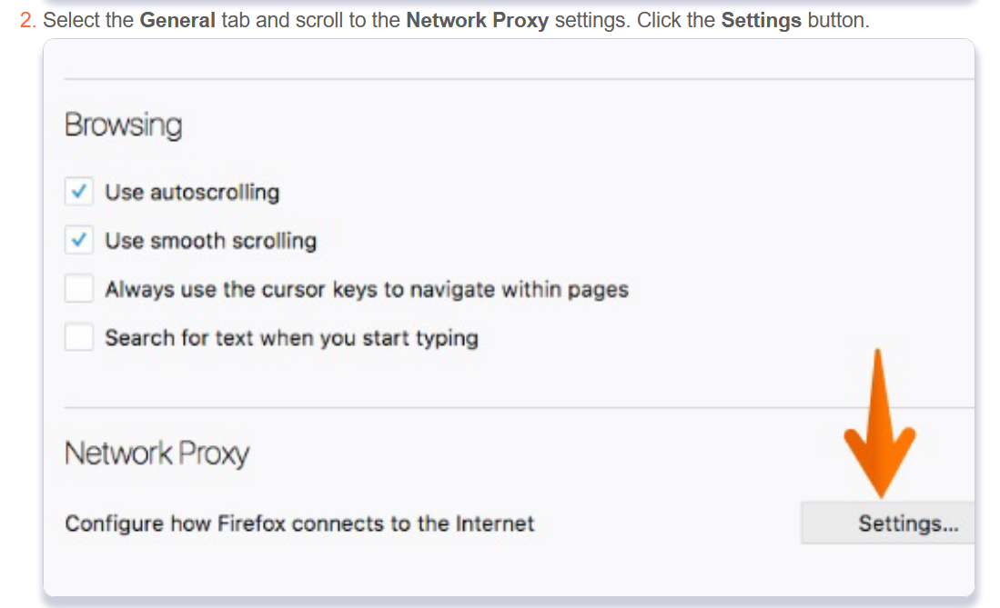 2. Select the General tab and scroll to the Network Proxy settings. Click the Settings button.
Browsing
Use autoscrolling
Use smooth scrolling
Always use the cursor keys to navigate within pages
Search for text when you start typing
Network Proxy
Configure how Firefox connects to the Internet
Settings...